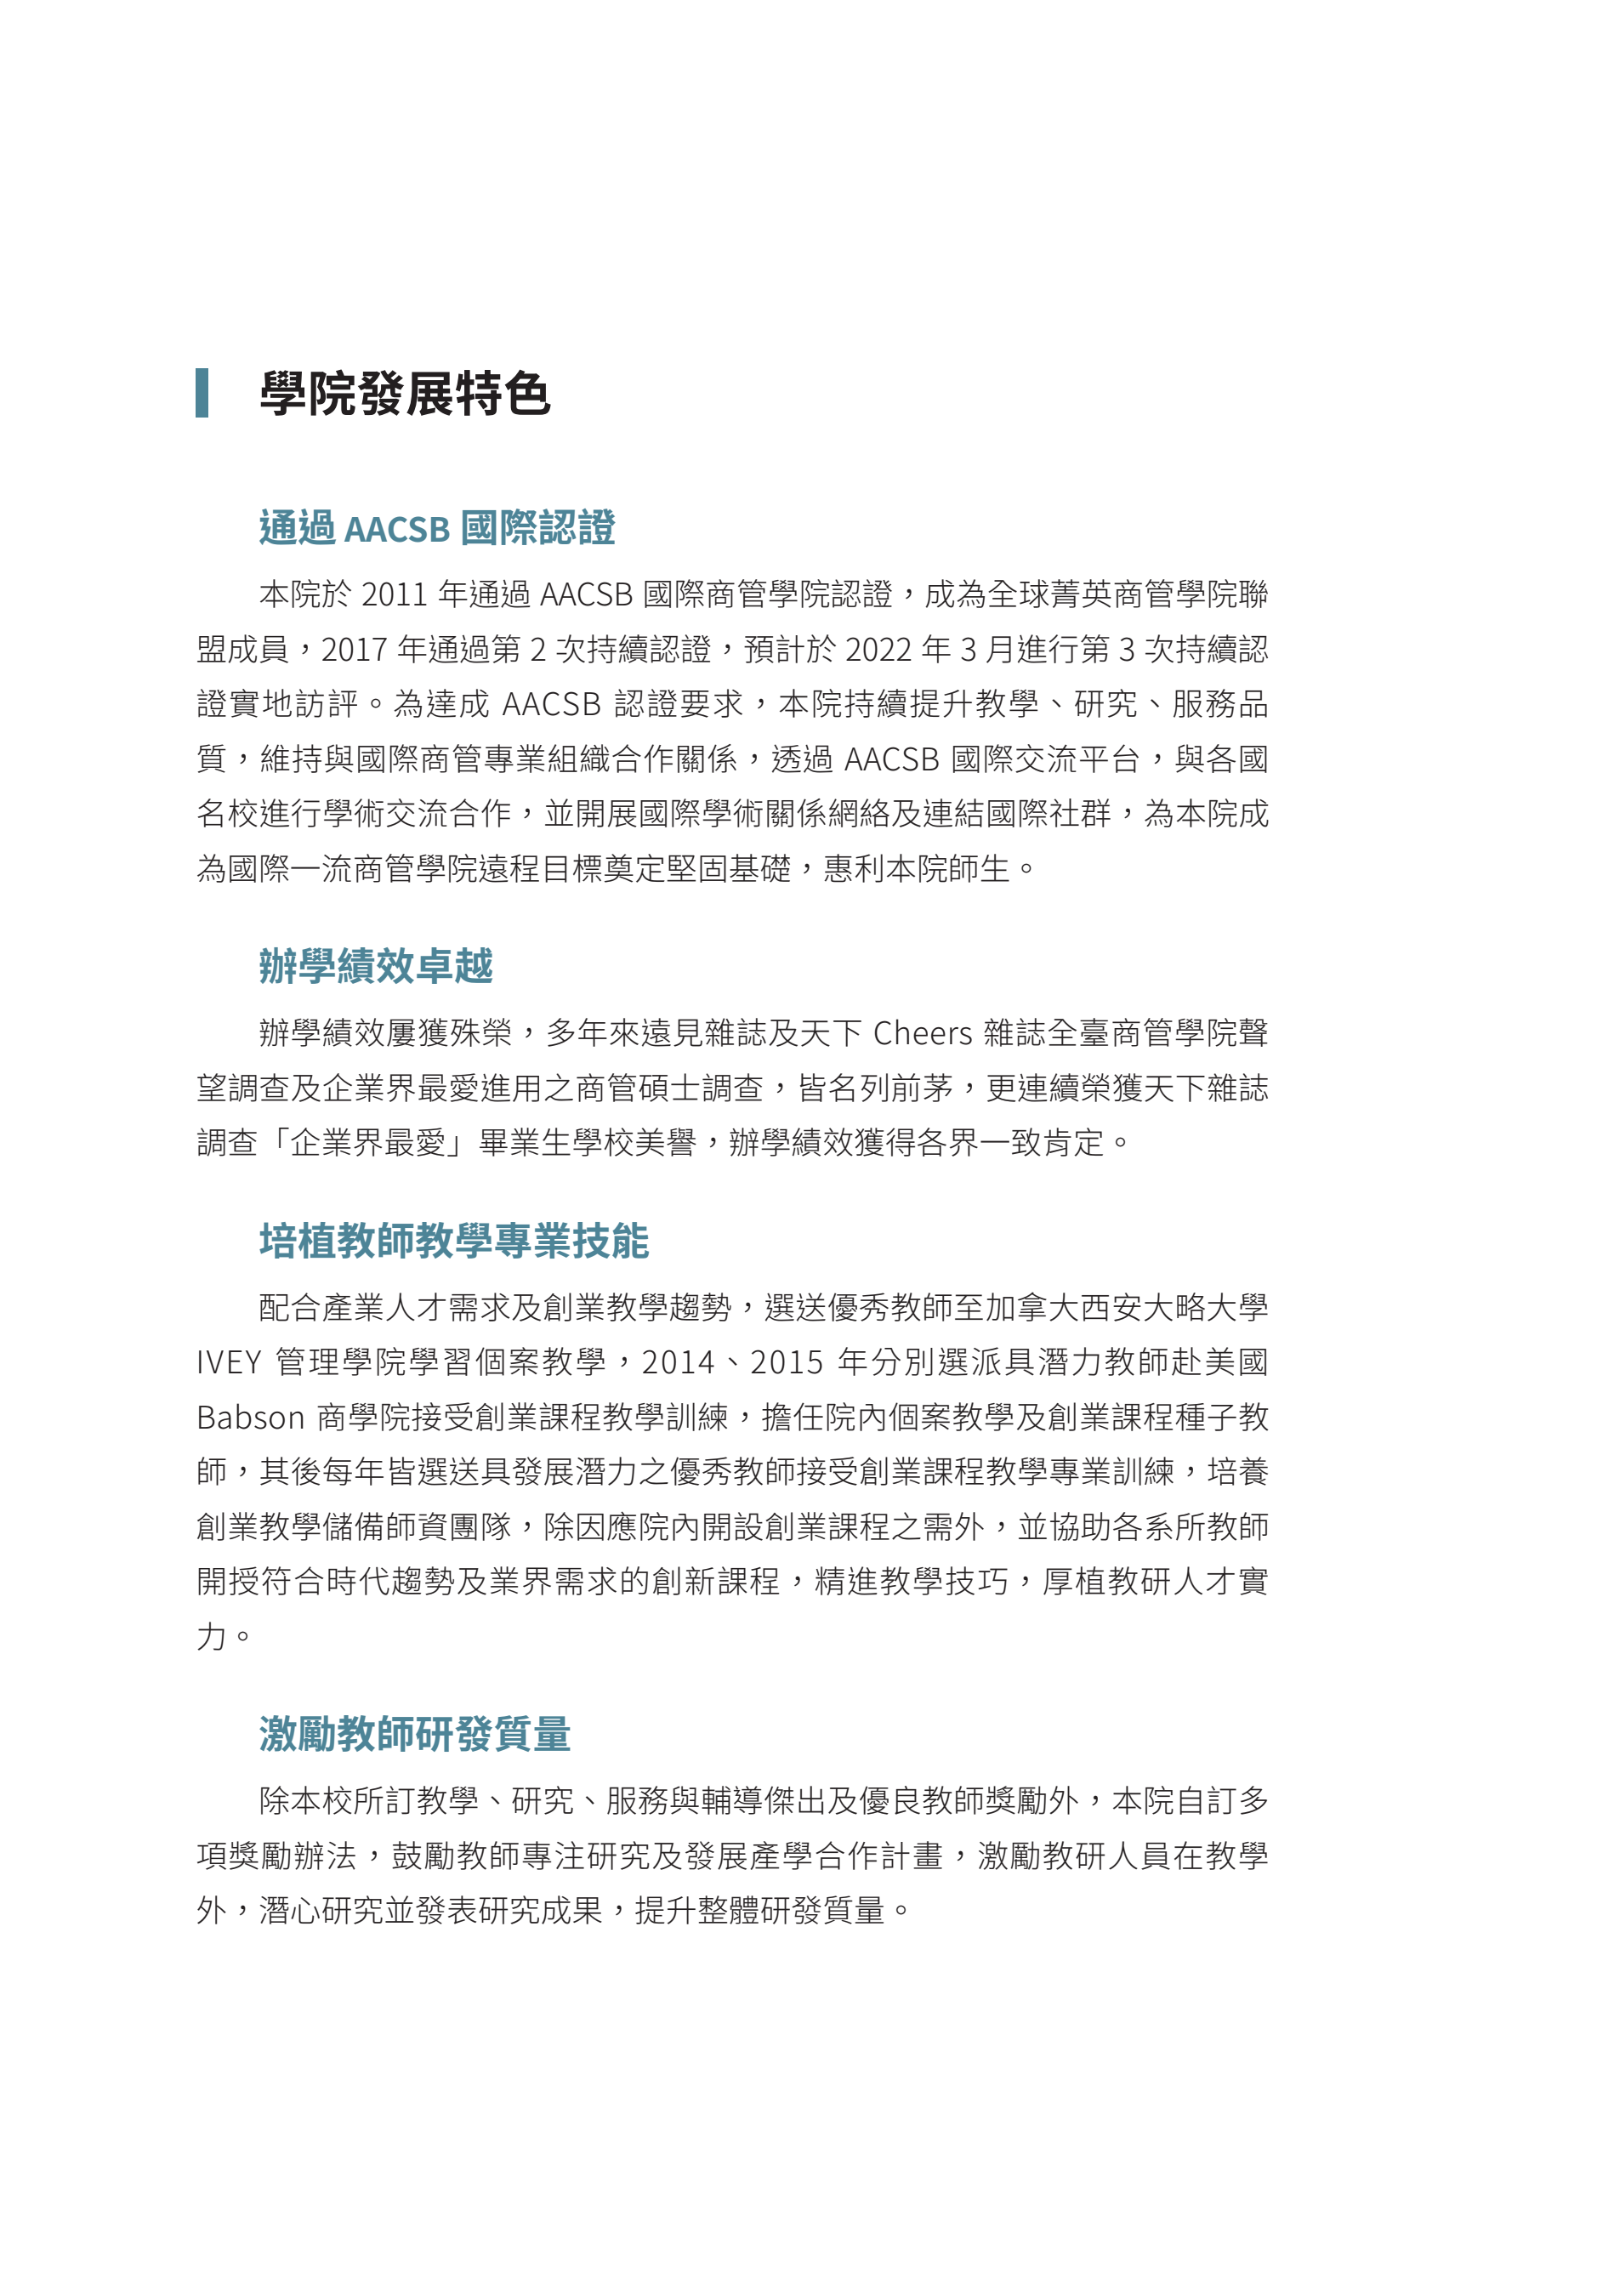 學院發展特色
通過 AACSB 國際認證
本院於 2011 年通過 AACSB 國際商管學院認證，成為全球菁英商管學院聯
盟成員，2017 年通過第 2 次持續認證，預計於 2022 年 3 月進行第 3 次持續認
證實地訪評。為達成 AACSB 認證要求，本院持續提升教學、研究、服務品
質，維持與國際商管專業組織合作關係，透過 AACSB 國際交流平台，與各國
名校進行學術交流合作，並開展國際學術關係網絡及連結國際社群，為本院成
為國際一流商管學院遠程目標奠定堅固基礎，惠利本院師生。
辦學績效卓越
辦學績效屢獲殊榮，多年來遠見雜誌及天下 Cheers 雜誌全臺商管學院聲
望調查及企業界最愛進用之商管碩士調查，皆名列前茅，更連續榮獲天下雜誌
調查「企業界最愛」畢業生學校美譽，辦學績效獲得各界一致肯定。
培植教師教學專業技能
配合產業人才需求及創業教學趨勢，選送優秀教師至加拿大西安大略大學
IVEY 管理學院學習個案教學，2014、2015 年分別選派具潛力教師赴美國
Babson 商學院接受創業課程教學訓練，擔任院內個案教學及創業課程種子教
師，其後每年皆選送具發展潛力之優秀教師接受創業課程教學專業訓練，培養
創業教學儲備師資團隊，除因應院內開設創業課程之需外，並協助各系所教師
開授符合時代趨勢及業界需求的創新課程，精進教學技巧，厚植教研人才實
力。
激勵教師研發質量
除本校所訂教學、研究、服務與輔導傑出及優良教師獎勵外，本院自訂多
項獎勵辦法，鼓勵教師專注研究及發展產學合作計畫，激勵教研人員在教學
外，潛心研究並發表研究成果，提升整體研發質量。